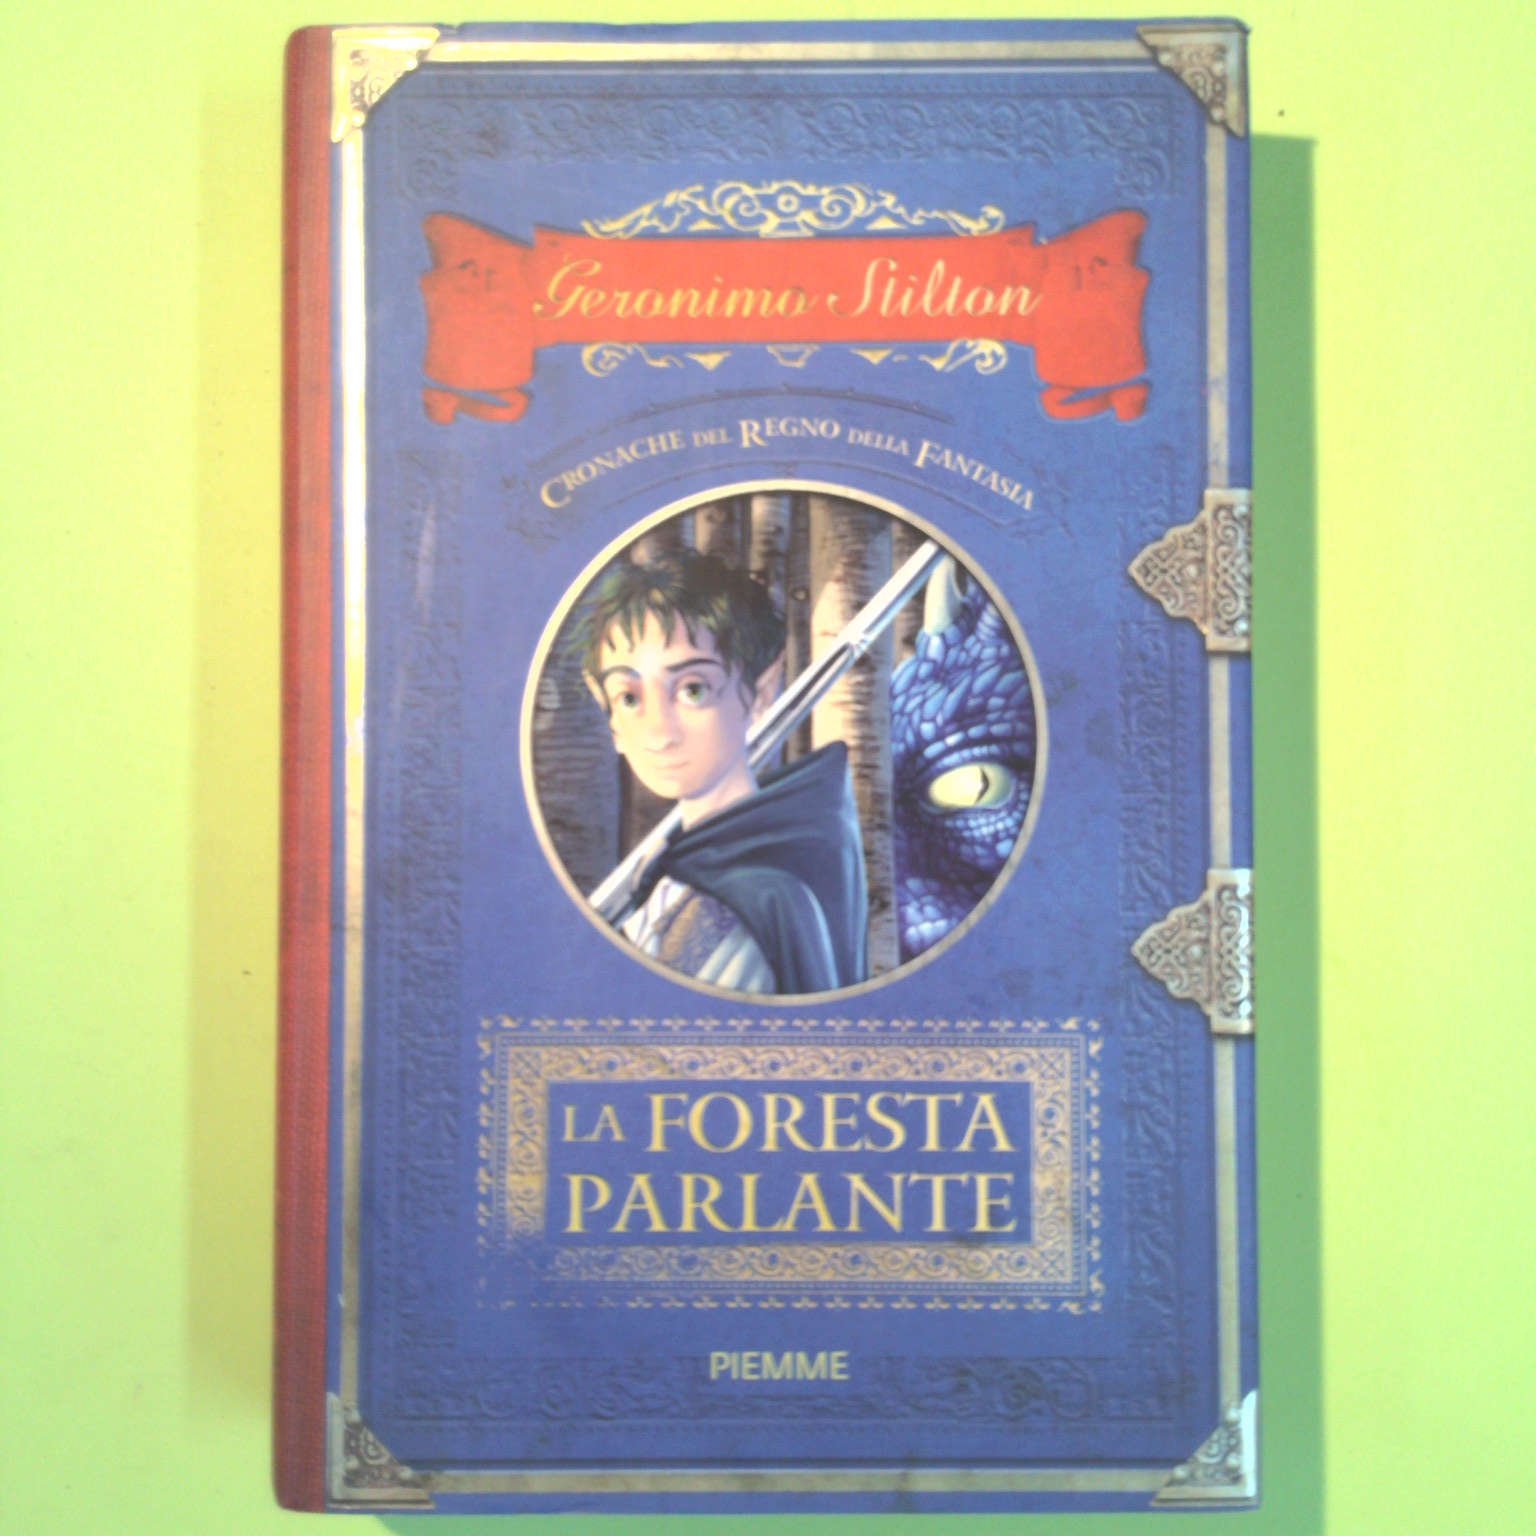 Geronimo Stilton
CRONACHE DEL REGNO DELLA FANTASIA
LA FORESTA
PARLANTE
PIEMME